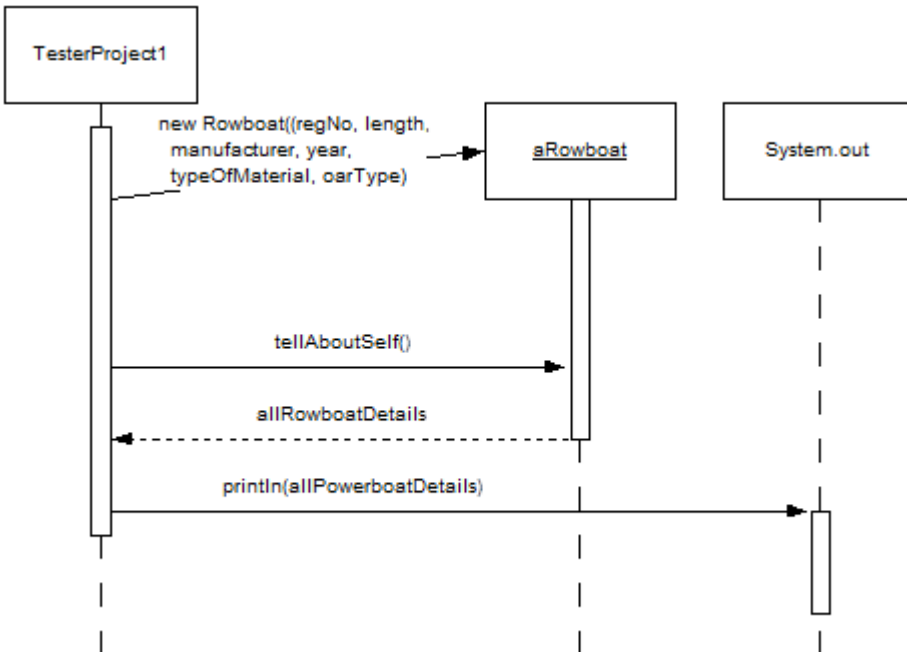 TesterProject1
new Rowboat((regNo, length,
manufacturer, year,
typeOfMaterial, oarType)
aRowboat
System.out
tellAboutSelf()
allRowboatDetails
println(allPowerboatDetails)